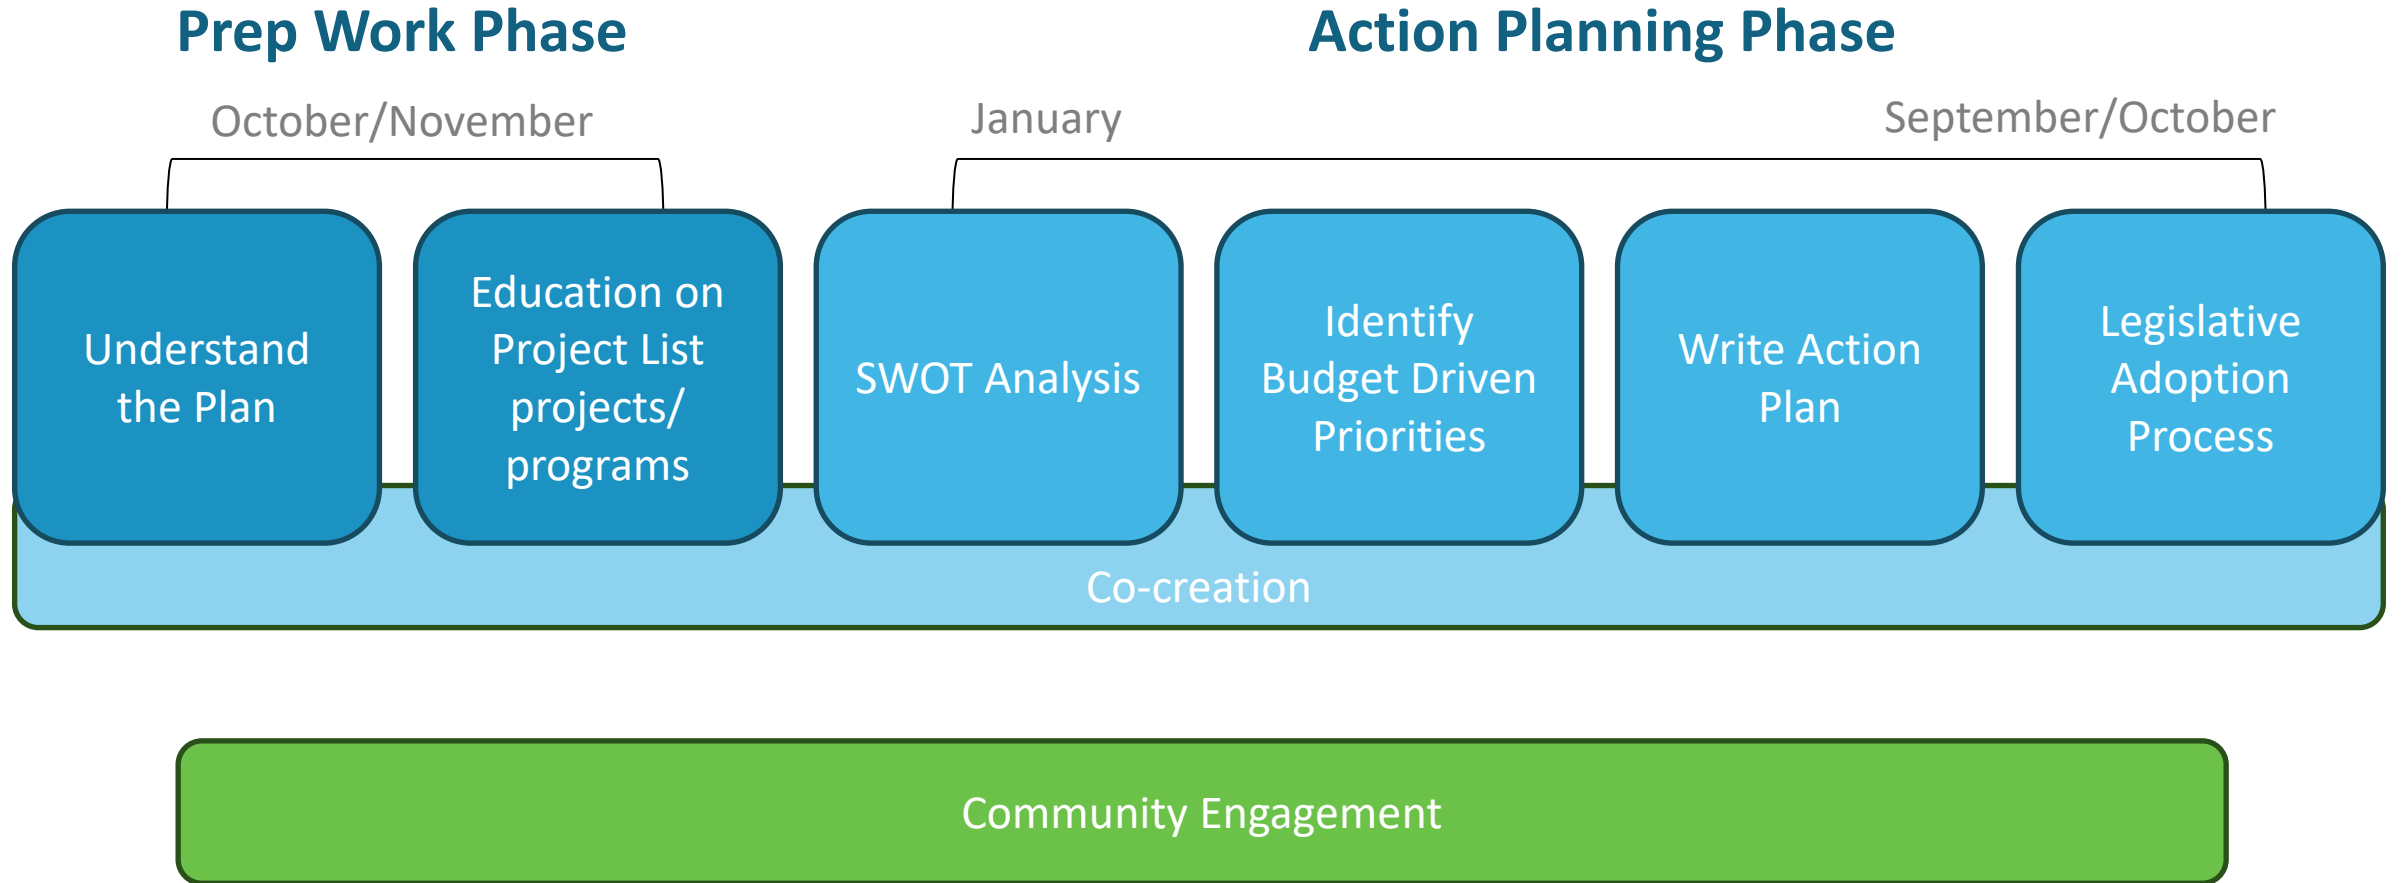 Prep Work Phase
Action Planning Phase
October/November
January
September/October
Understand
the Plan
Education on
Project List
projects/
programs
SWOT Analysis
Identify
Budget Driven
Priorities
Write Action
Plan
Legislative
Adoption
Process
Co-creation
Community Engagement